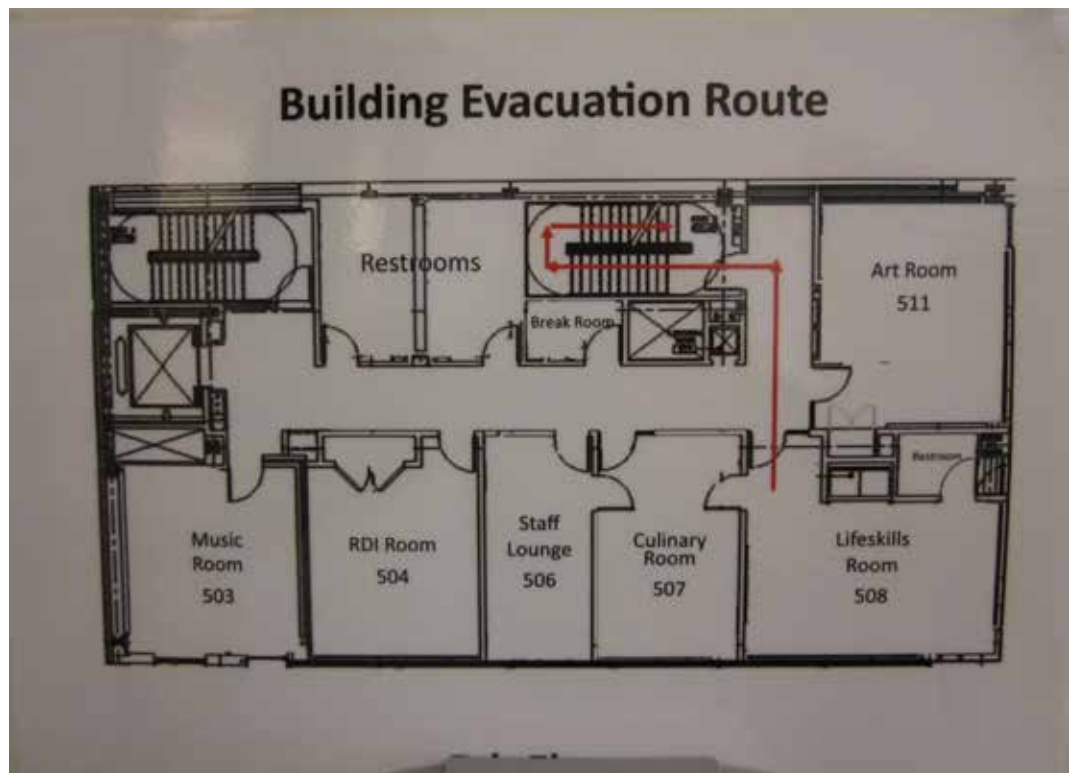 Building Evacuation Route
Restrooms
Break Room
Art Room
511
Restroom
Music
Room
503
RDI Room
504
Staff
Lounge
506
Culinary
Room
507
Lifeskills
Room
508